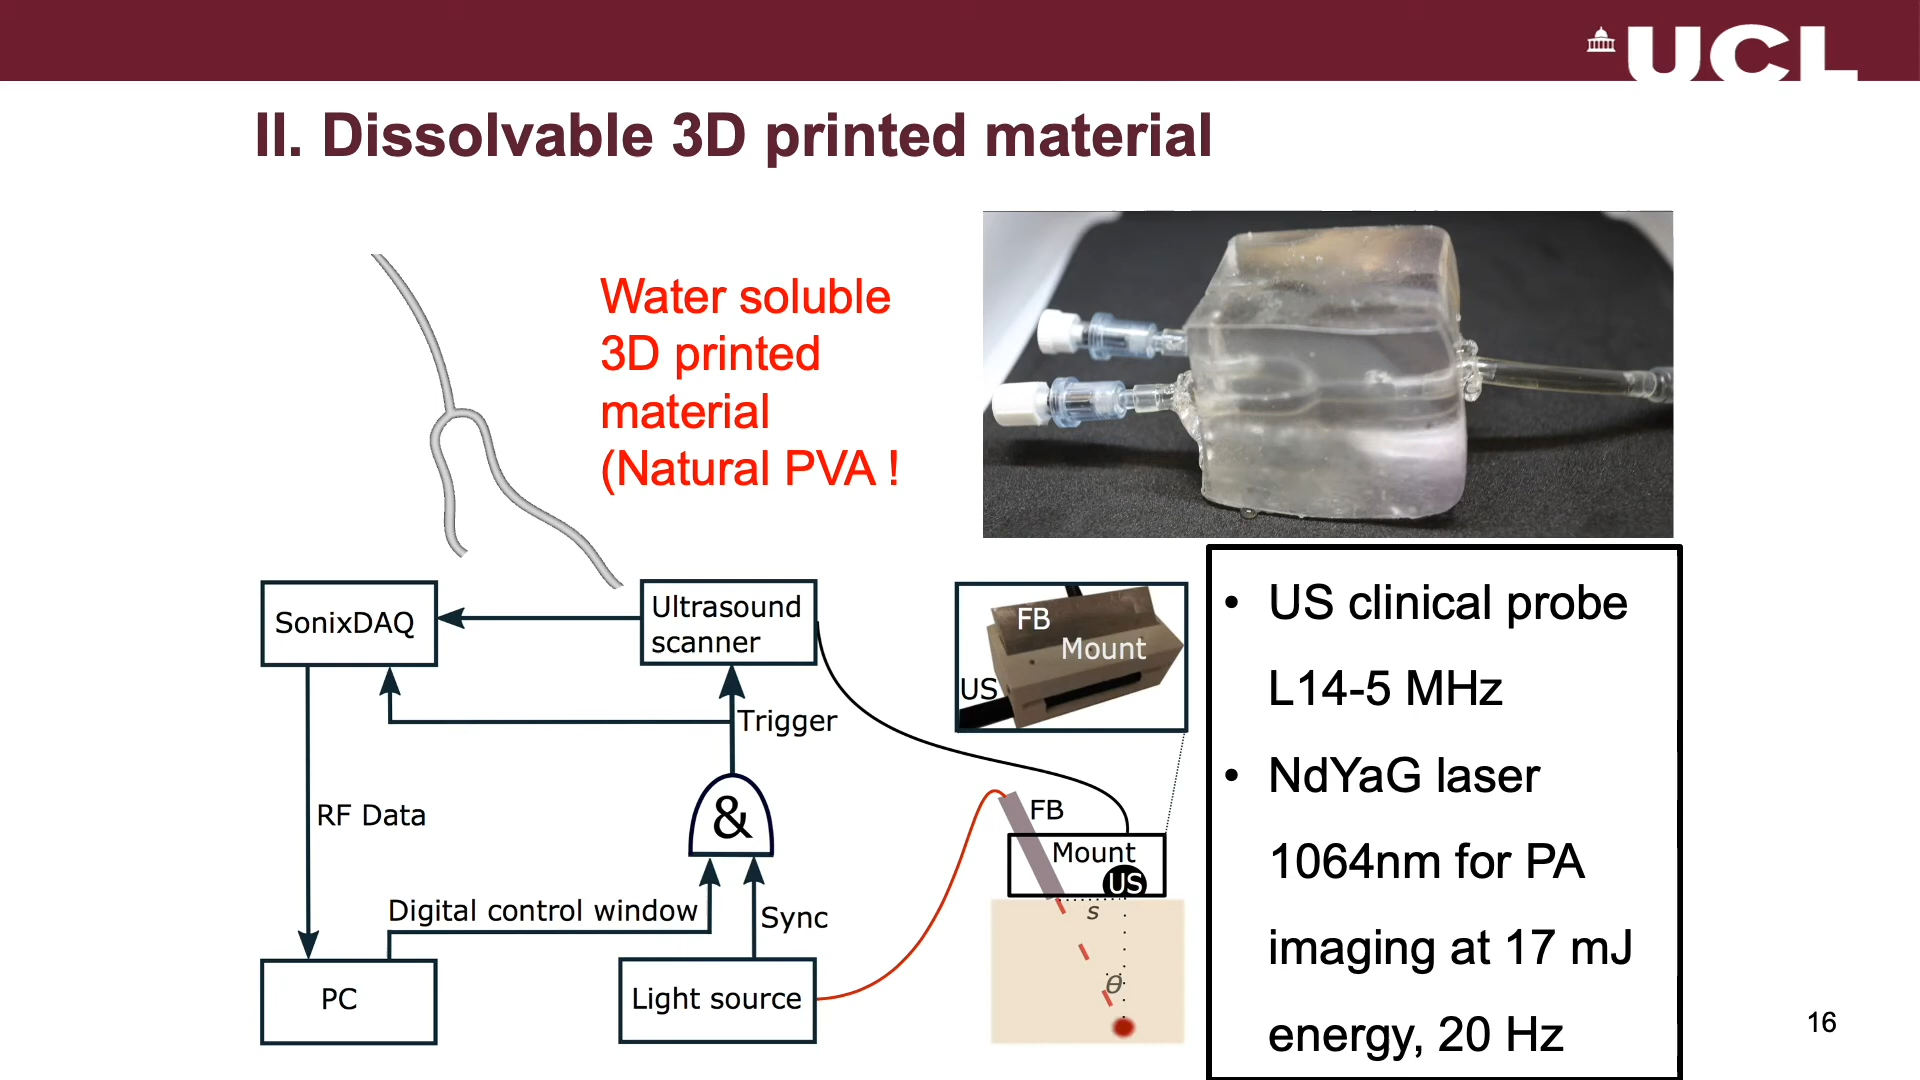 UCL
II. Dissolvable 3D printed material
Water soluble
3D printed
material
(Natural PVA !
SonixDAQ
Ultrasound
scanner
Trigger
RF Data
&
Digital control window
Sync
PC
Light source
FB
Mount
US
FB
Mount
US
s
θ
• US clinical probe
L14-5 MHz
• NdYaG laser
1064nm for PA
imaging at 17 mJ
energy, 20 Hz
16